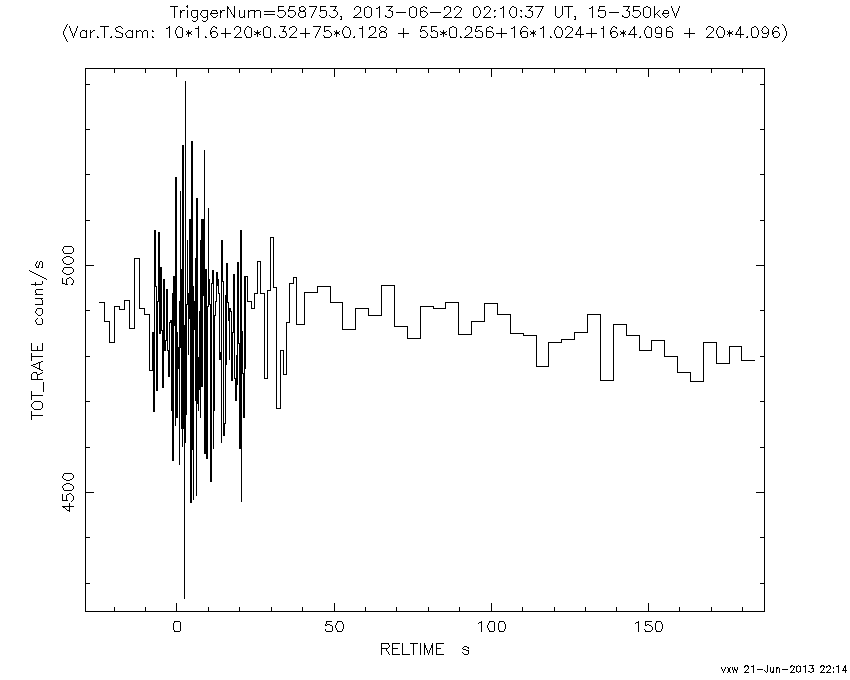 TriggerNum=558753, 2013-06-22 02:10:37 UT, 15-350keV
(Var.T.Sam: 10*1.6+20*0.32+75*0.128 + 55*0.256+16*1.024+16*4.096 + 20*4.096)
TOT_RATE count/s
5000
4500
0 50 100 150
RELTIME s
vxw 21-Jun-2013 22:14